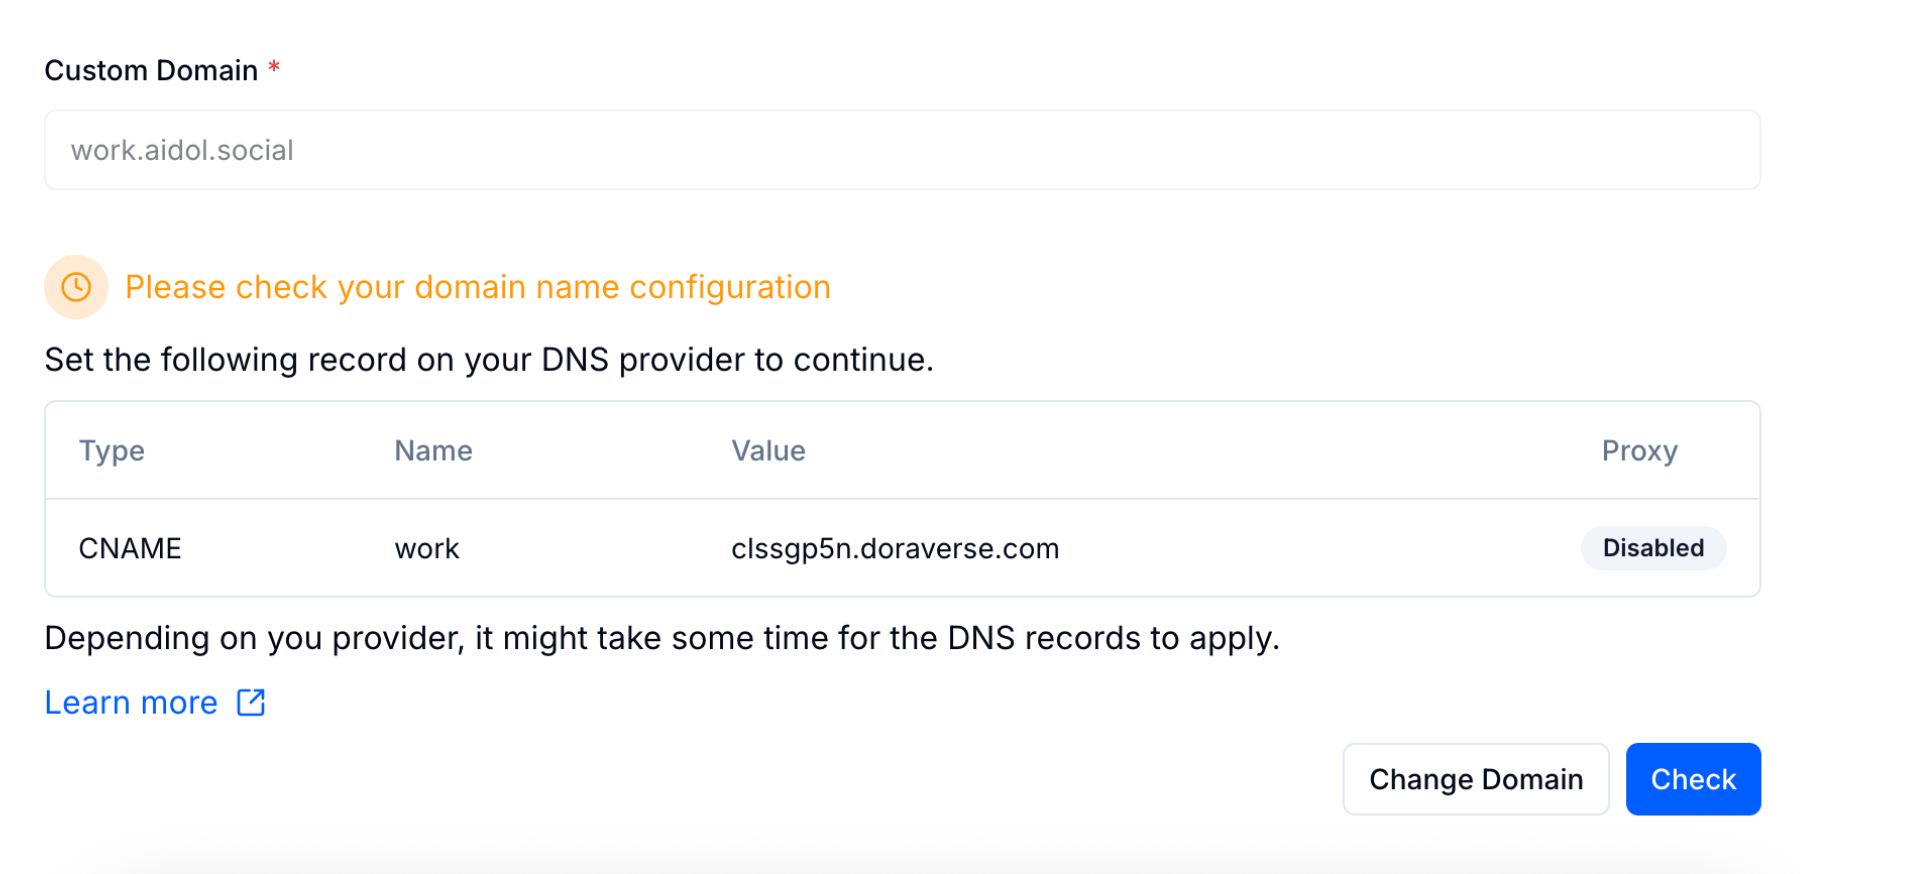 Custom Domain *
work.aidol.social
Please check your domain name configuration
Set the following record on your DNS provider to continue.
Type Name Value Proxy
CNAME work clssgp5n.doraverse.com Disabled
Depending on you provider, it might take some time for the DNS records to apply.
Learn more
Change Domain Check